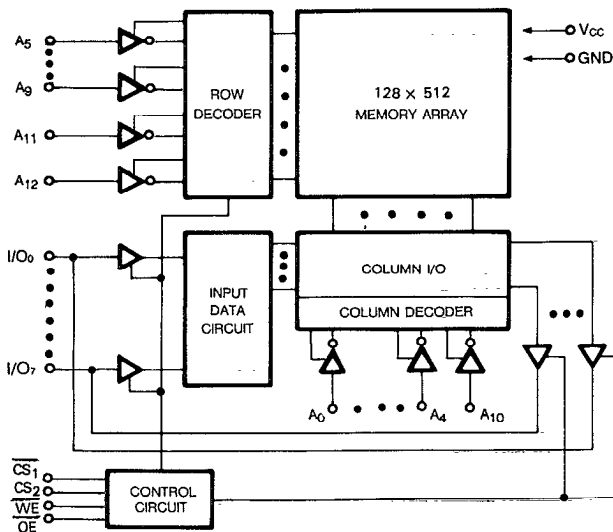 A5
A9
A11
A12
ROW
DECODER
128 × 512
MEMORY ARRAY
VCC
GND
I/O0
I/O7
INPUT
DATA
CIRCUIT
COLUMN I/O
COLUMN DECODER
A0
A4
A10
CS1
CS2
WE
OE
CONTROL
CIRCUIT